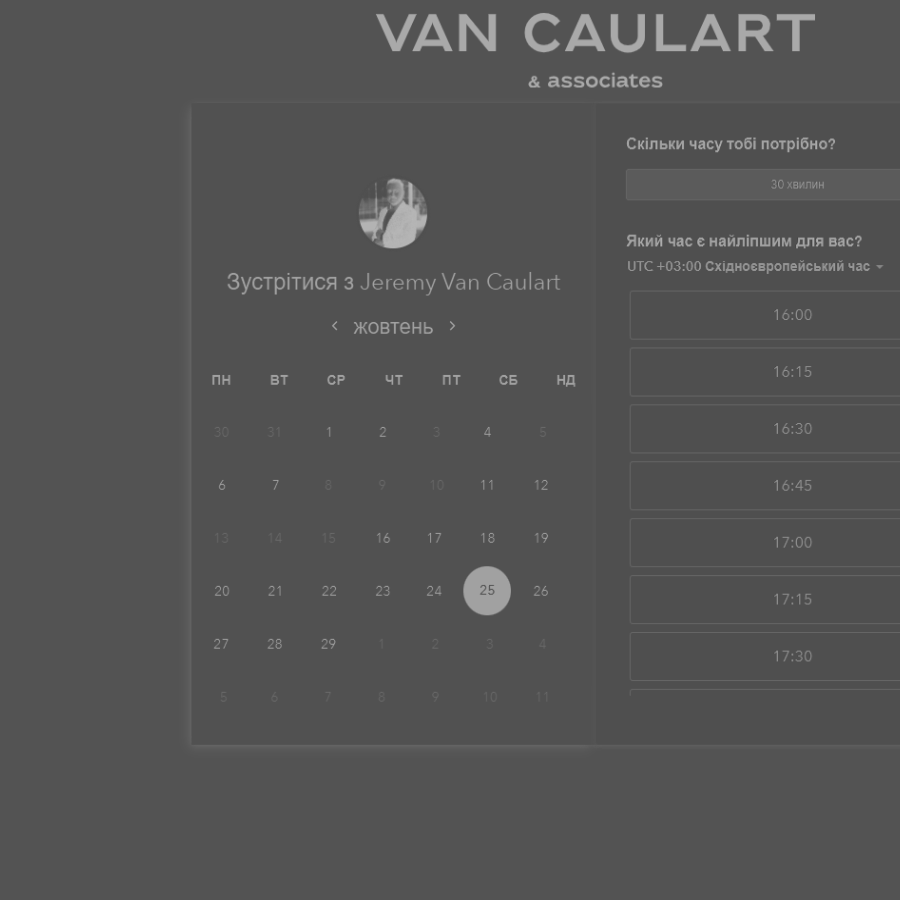 VAN CAULART
& associates
Зустрітися з Jeremy Van Caulart
жовтень
ПН ВТ СР ЧТ ПТ СБ НД
30 31 1 2 3 4 5
6 7 8 9 10 11 12
13 14 15 16 17 18 19
20 21 22 23 24 25 26
27 28 29 1 2 3 4
5 6 7 8 9 10 11
Скільки часу тобі потрібно?
30 хвилин
Який час є найліпшим для вас?
UTC +03:00 Східноєвропейський час
16:00
16:15
16:30
16:45
17:00
17:15
17:30